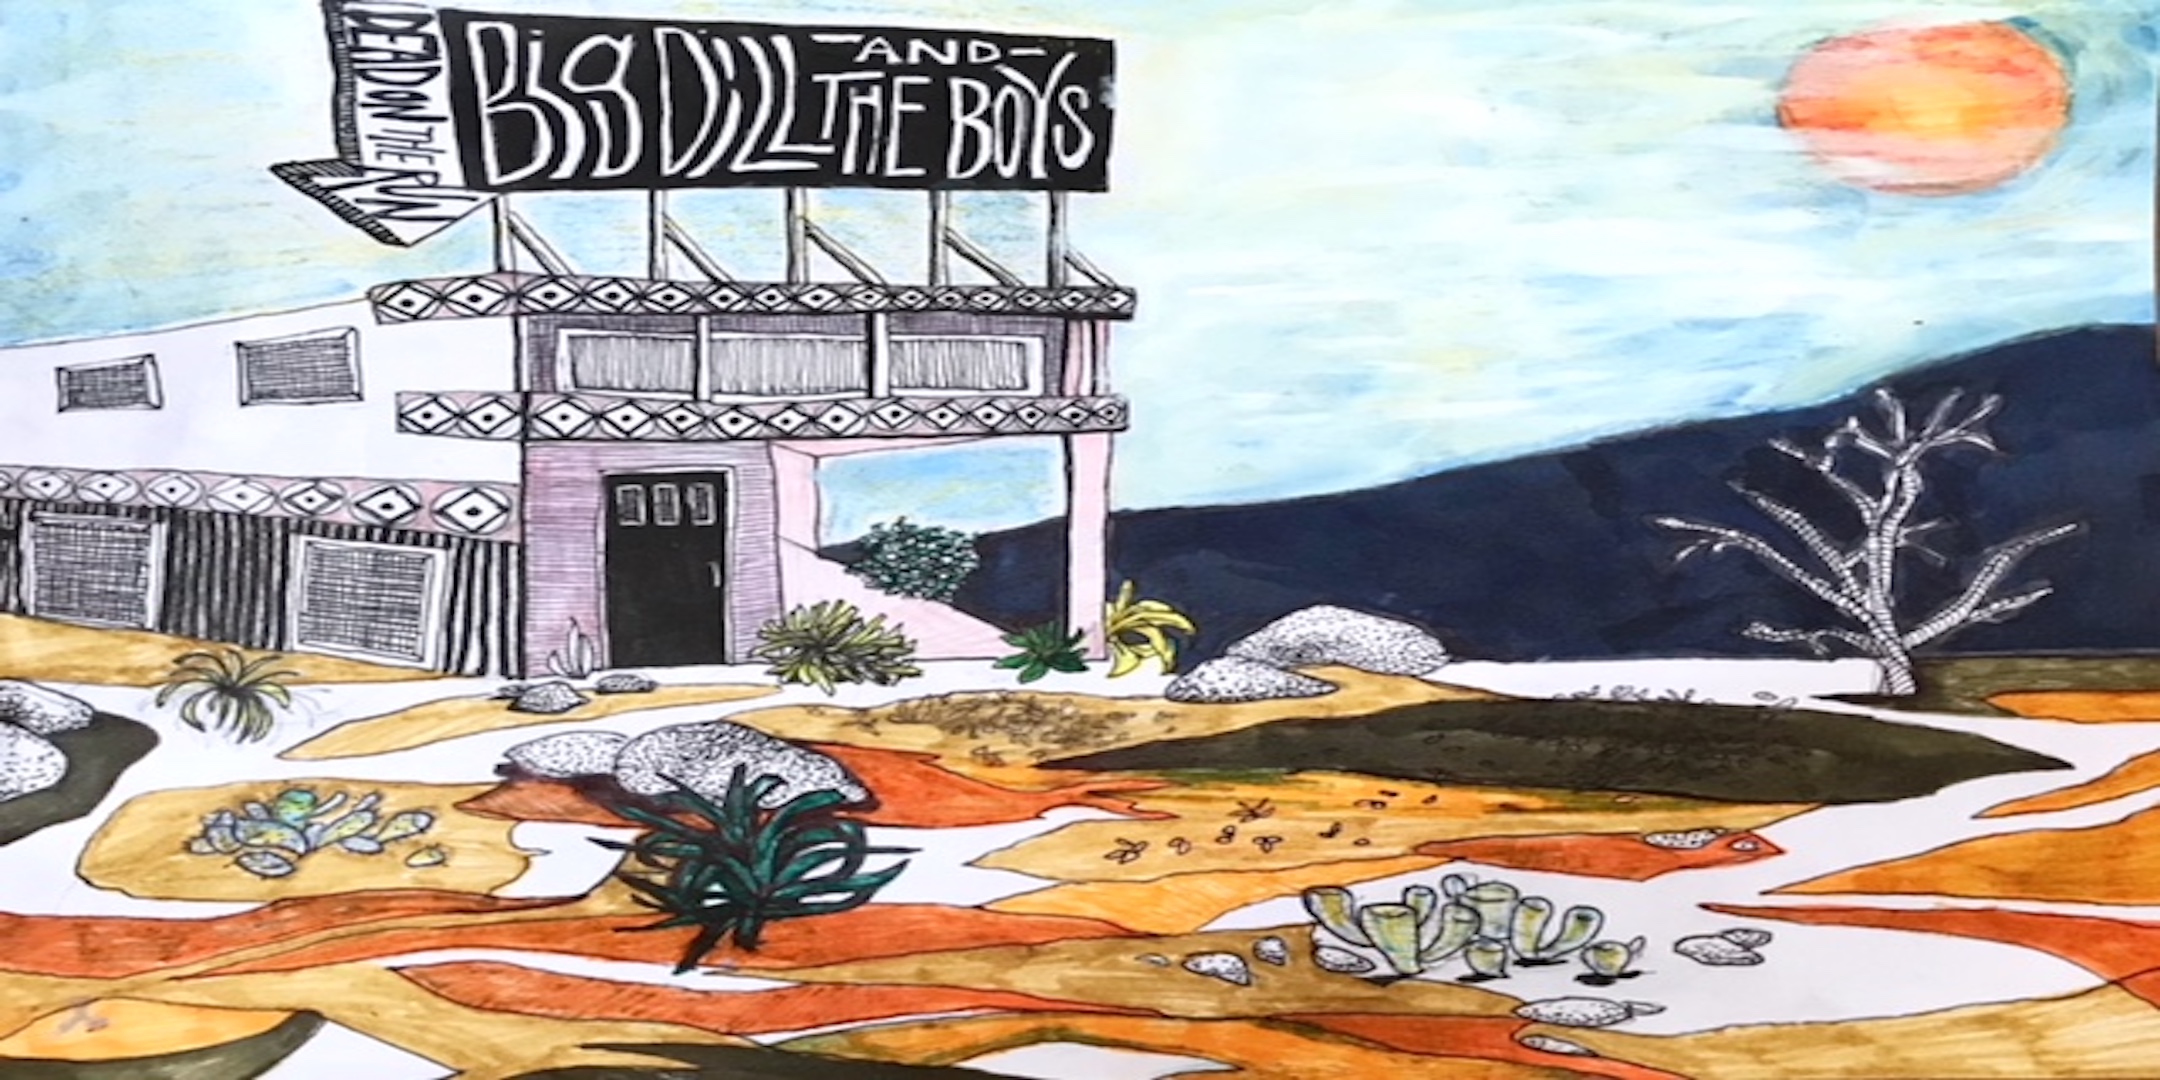 DEAD ON THE RUN
BIG DILL
-AND-
THE BOYS